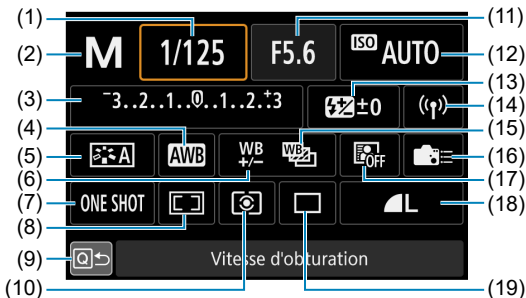 (1) (11)
(2) M 1/125 F5.6 ISO AUTO (12)
(13)
(3) ⁻3..2..1..0..1..2..⁺3 ±0 (14)
(4) (15)
(5) A AWB WB +/- WB OFF (16)
(6) (17)
(7) ONE SHOT L (18)
(8)
(9) Q Vitesse d'obturation
(10) (19)